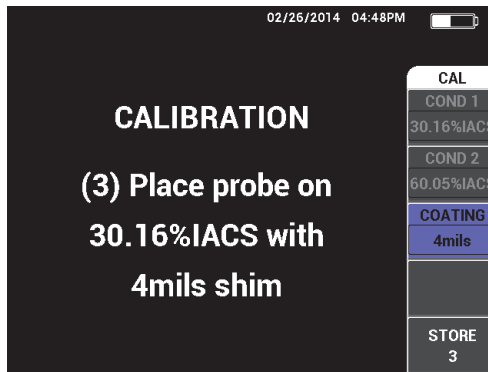 02/26/2014 04:48PM
CAL
COND 1
30.16%IACS
COND 2
60.05%IACS
COATING
4mils
CALIBRATION
(3) Place probe on
30.16%IACS with
4mils shim
STORE
3